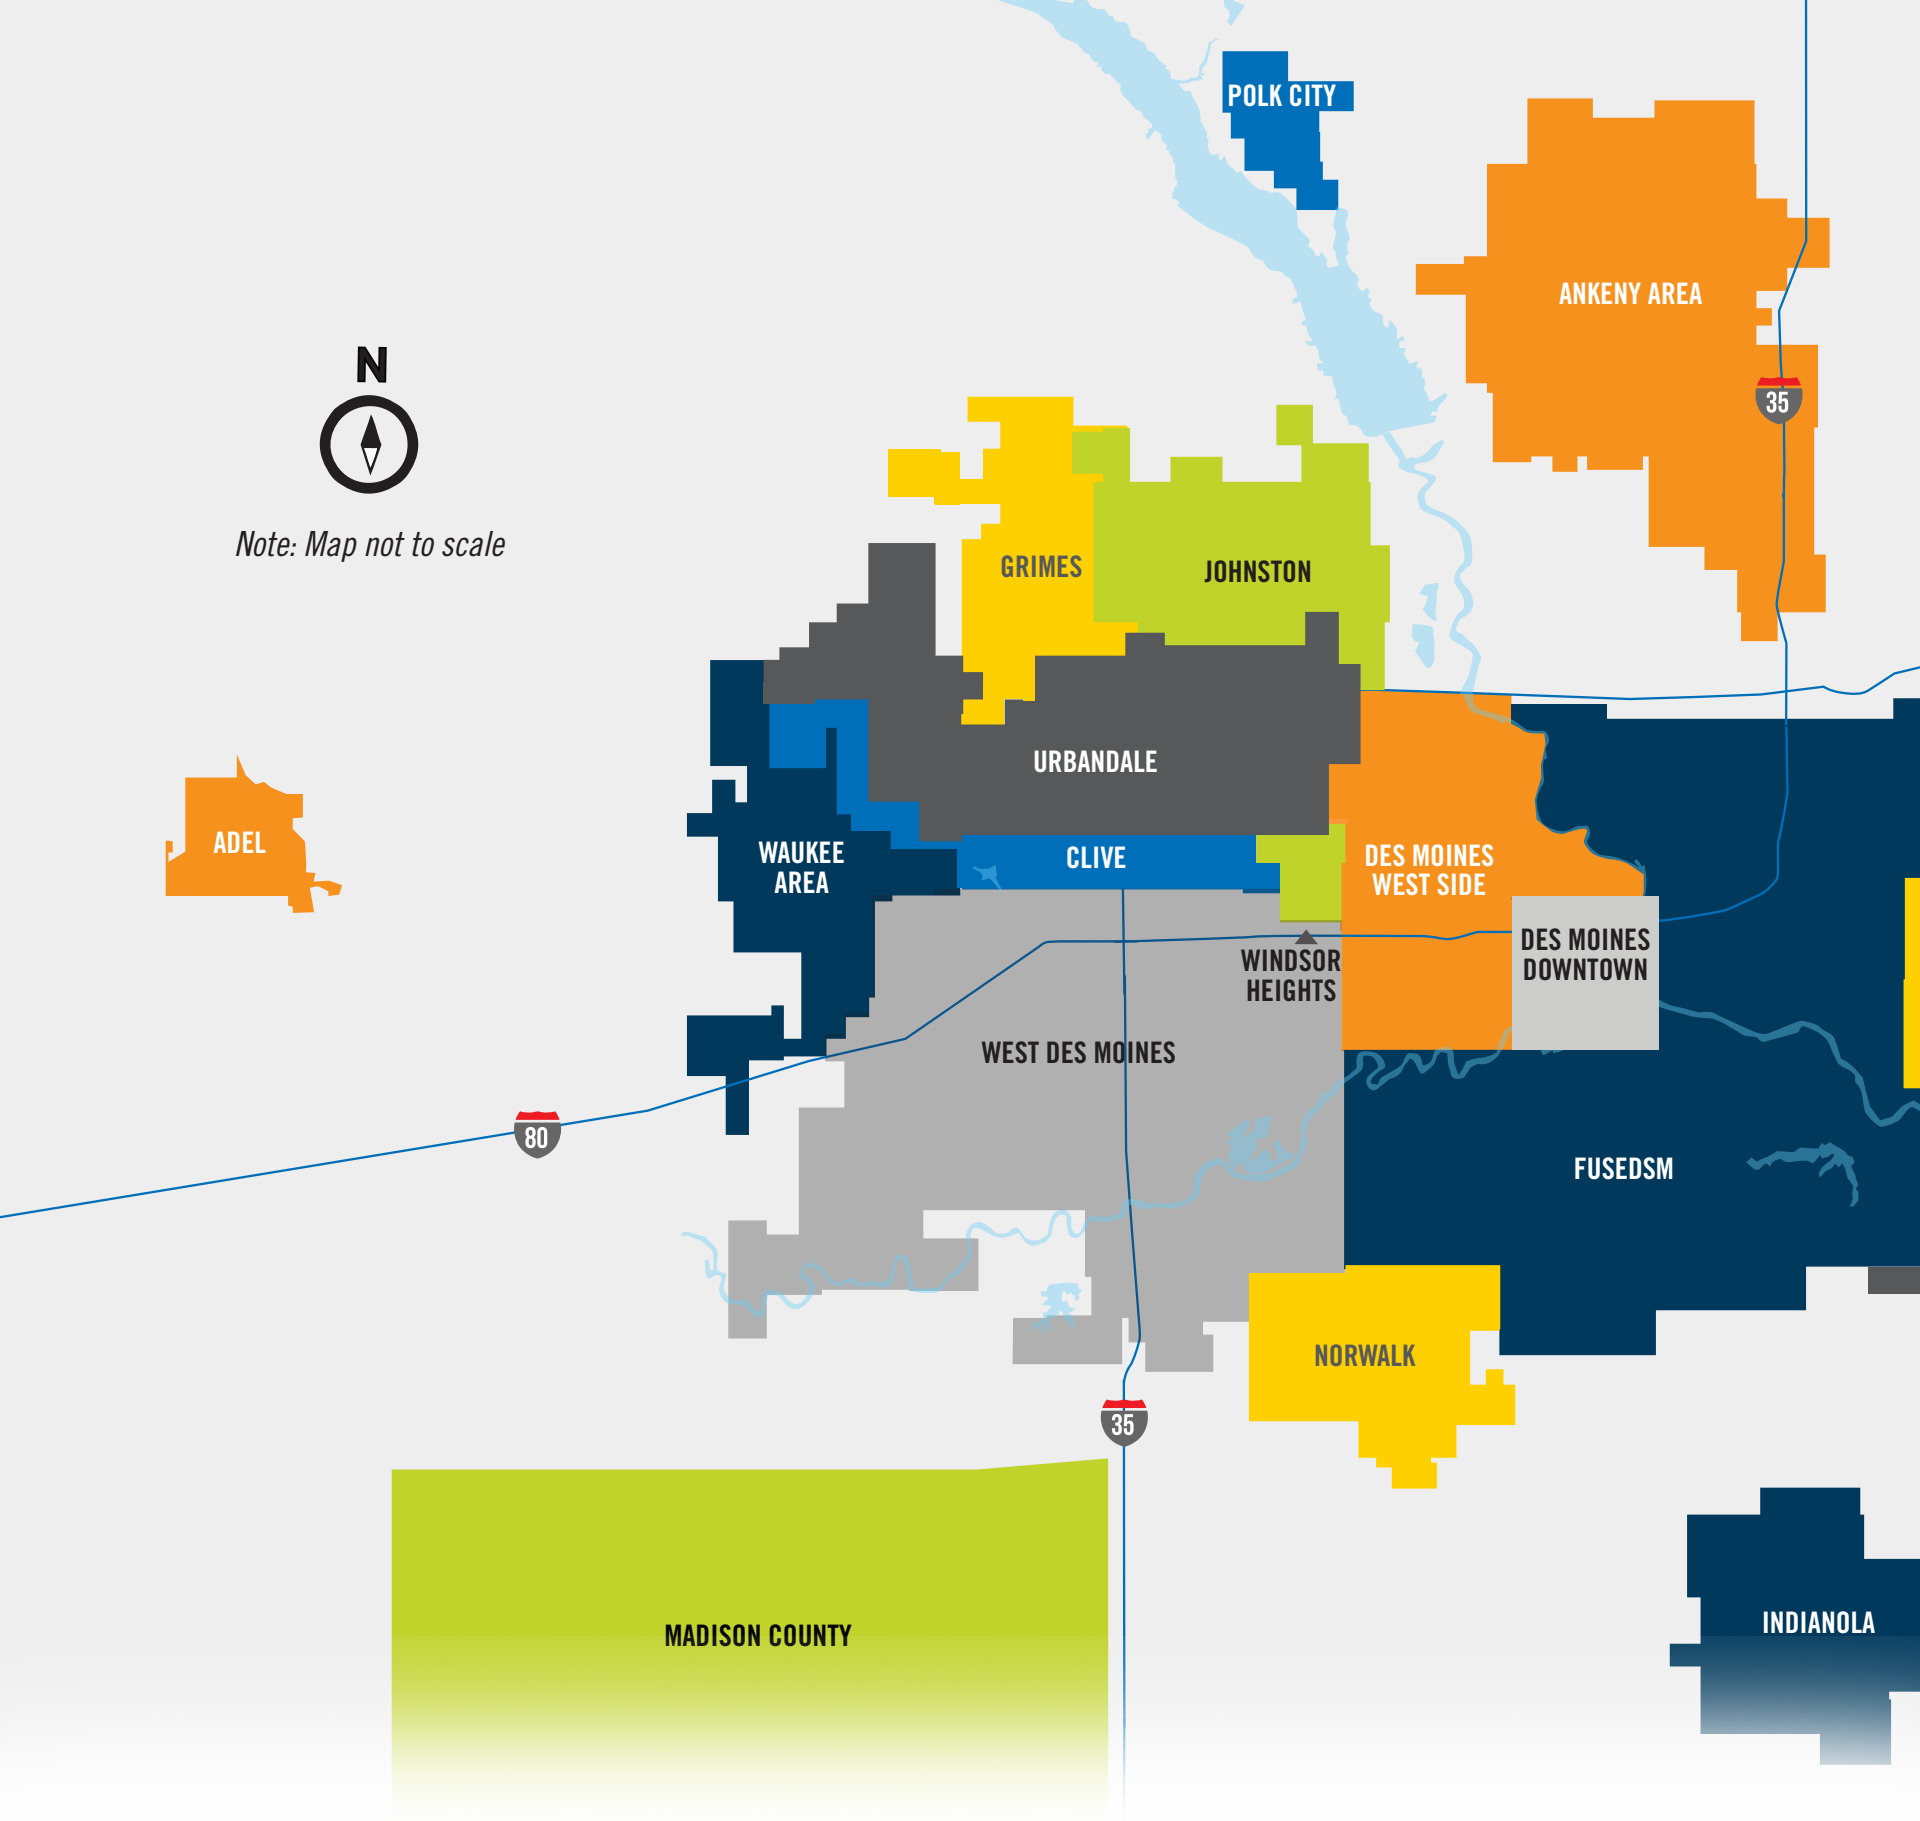 POLK CITY
ANKENY AREA
N
35
Note: Map not to scale
GRIMES
JOHNSTON
URBANDALE
ADEL
WAUKEE
AREA
CLIVE
DES MOINES
WEST SIDE
DES MOINES
DOWNTOWN
WINDSOR
HEIGHTS
WEST DES MOINES
80
FUSEDSM
NORWALK
35
MADISON COUNTY
INDIANOLA